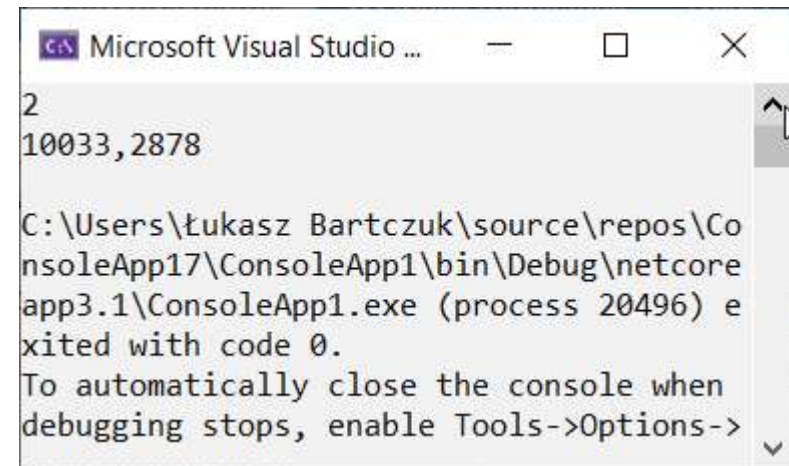 Microsoft Visual Studio ...
2
10033,2878
C:\Users\Łukasz Bartczuk\source\repos\Co
nsoleApp17\ConsoleApp1\bin\Debug\netcore
app3.1\ConsoleApp1.exe (process 20496) e
xited with code 0.
To automatically close the console when
debugging stops, enable Tools->Options->